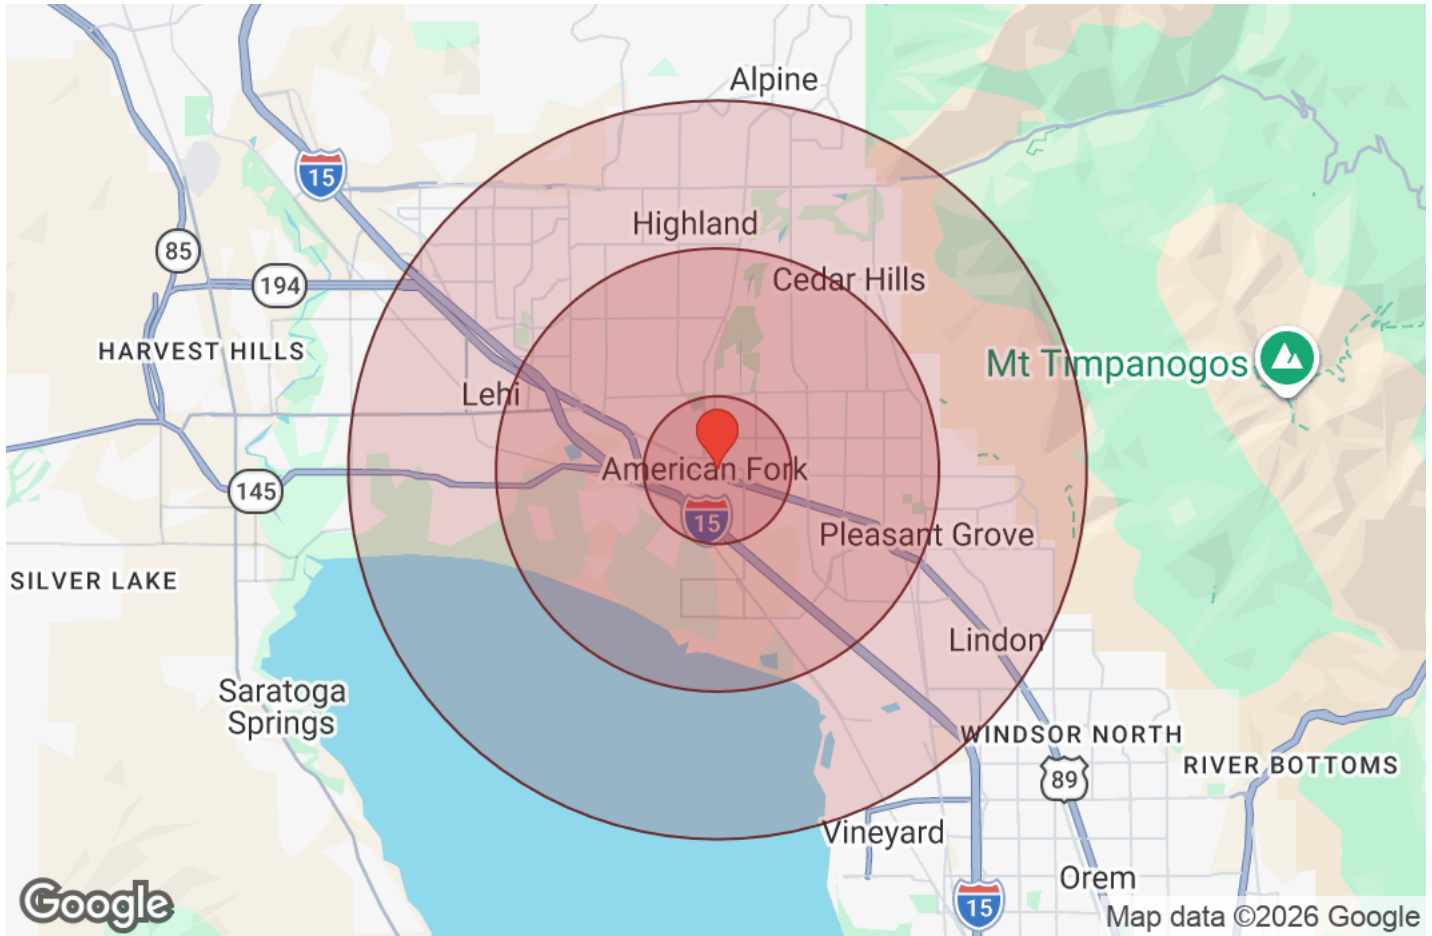 Alpine
15
Highland
85
Cedar Hills
194
HARVEST HILLS
Mt Timpanogos
Lehi
American Fork
145
15
Pleasant Grove
SILVER LAKE
Lindon
Saratoga
Springs
WINDSOR NORTH
RIVER BOTTOMS
89
Vineyard
Orem
Google
15
Map data ©2026 Google